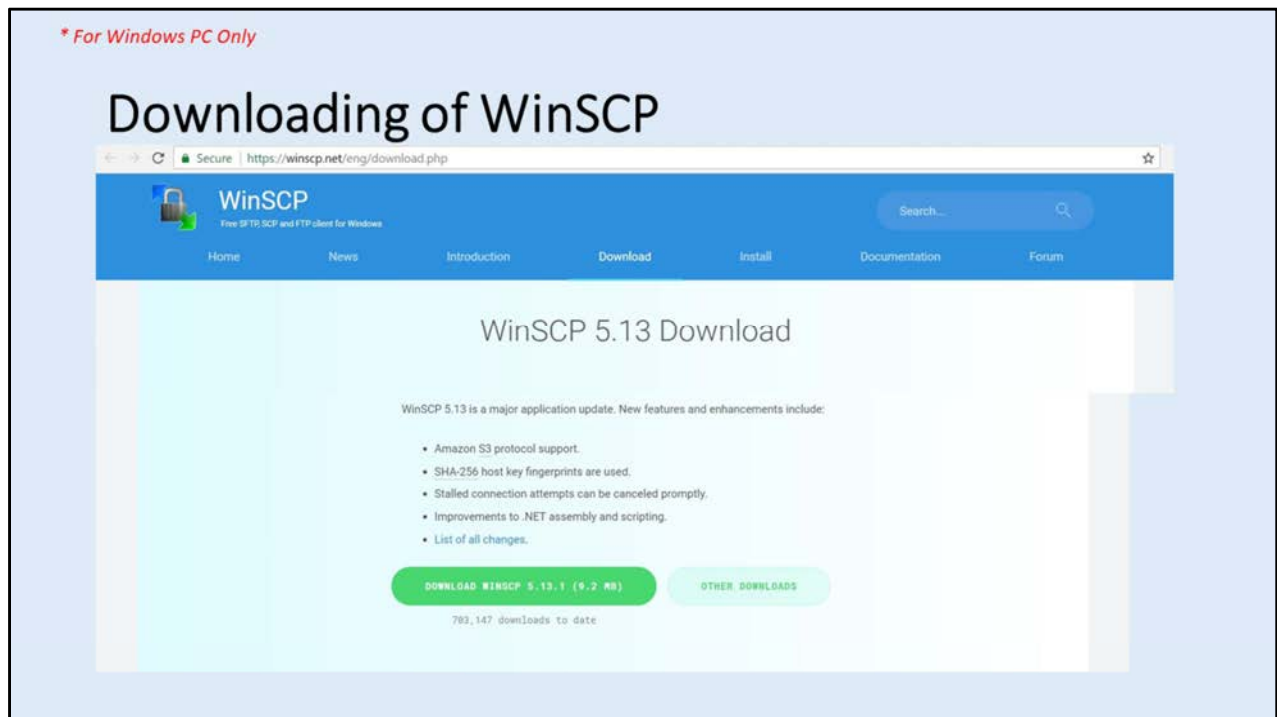 * For Windows PC Only
Downloading of WinSCP
Secure | https://winscp.net/eng/download.php
WinSCP
Free SFTP, SCP and FTP client for Windows
Search...
Home News Introduction Download Install Documentation Forum
WinSCP 5.13 Download
WinSCP 5.13 is a major application update. New features and enhancements include:
• Amazon S3 protocol support.
• SHA-256 host key fingerprints are used.
• Stalled connection attempts can be canceled promptly.
• Improvements to .NET assembly and scripting.
• List of all changes.
DOWNLOAD WINSCP 5.13.1 (9.2 MB) OTHER DOWNLOADS
703,147 downloads to date